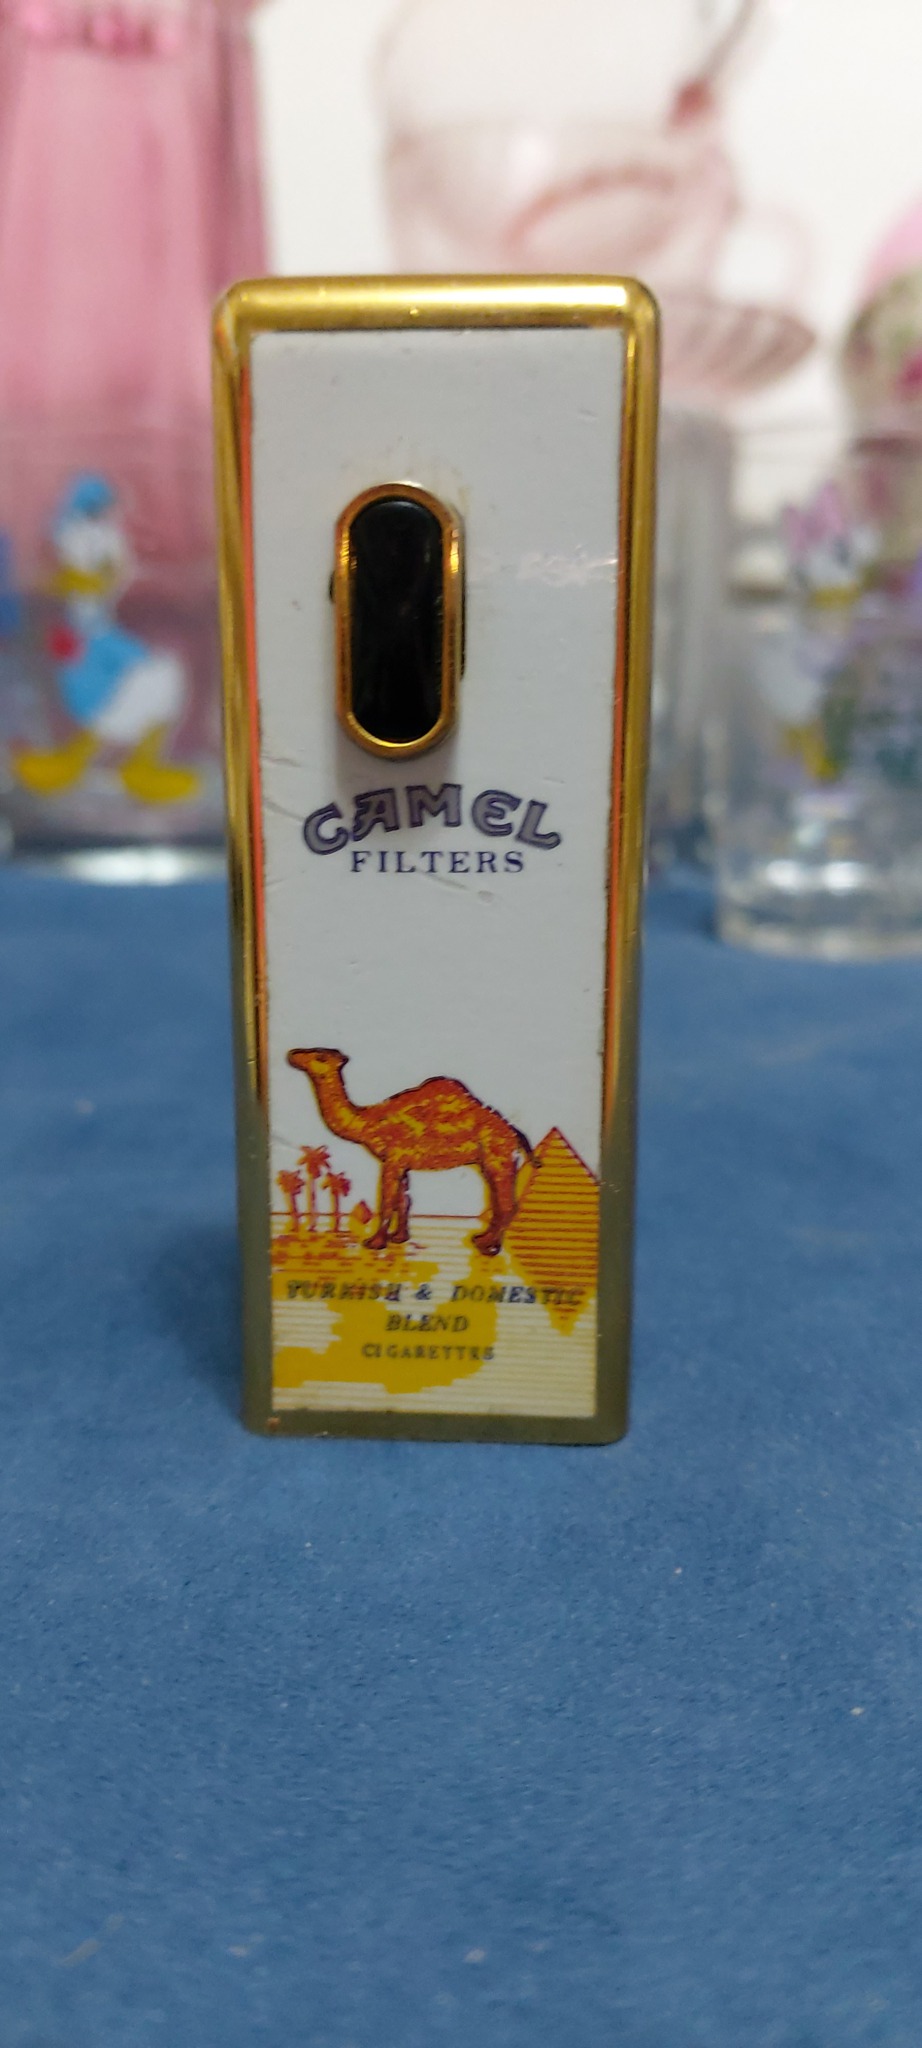 CAMEL
FILTERS
TURKISH & DOMESTIC
BLEND
CIGARETTES